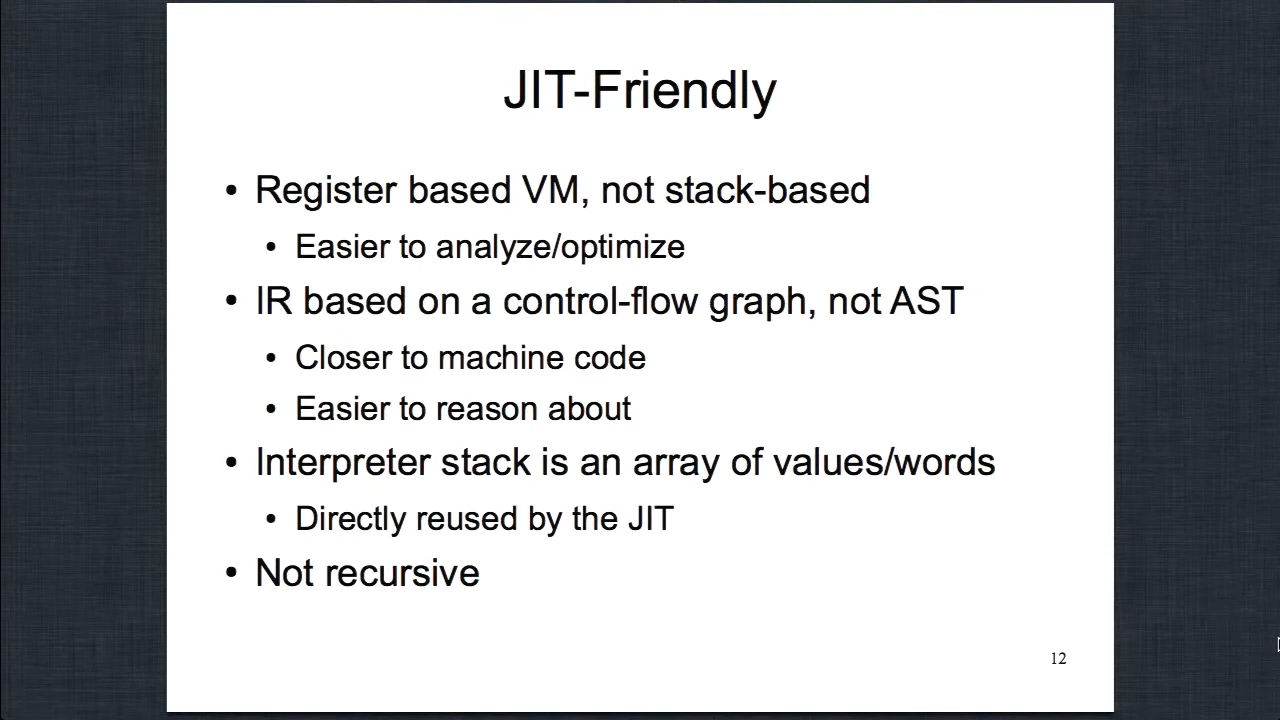 JIT-Friendly
• Register based VM, not stack-based
• Easier to analyze/optimize
• IR based on a control-flow graph, not AST
• Closer to machine code
• Easier to reason about
• Interpreter stack is an array of values/words
• Directly reused by the JIT
• Not recursive
12